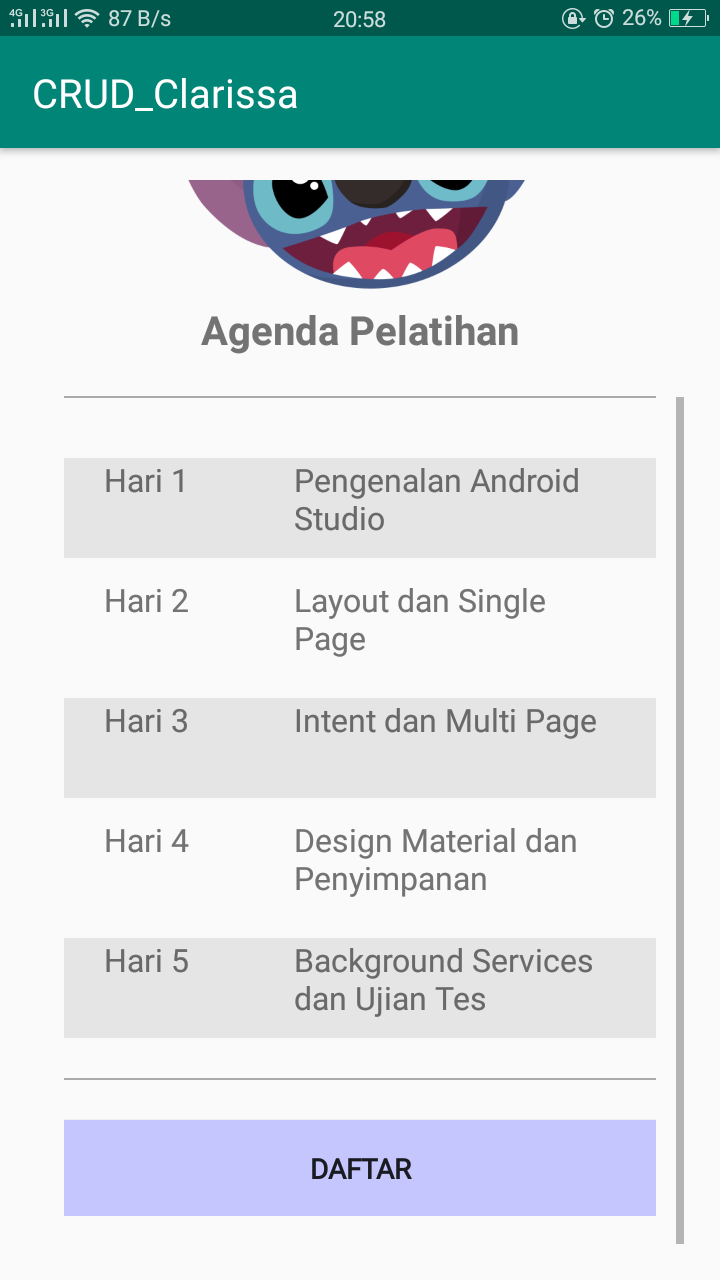 4G 3G 87 B/s 20:58 26%
CRUD_Clarissa
Agenda Pelatihan
Hari 1 Pengenalan Android
Studio
Hari 2 Layout dan Single
Page
Hari 3 Intent dan Multi Page
Hari 4 Design Material dan
Penyimpanan
Hari 5 Background Services
dan Ujian Tes
DAFTAR